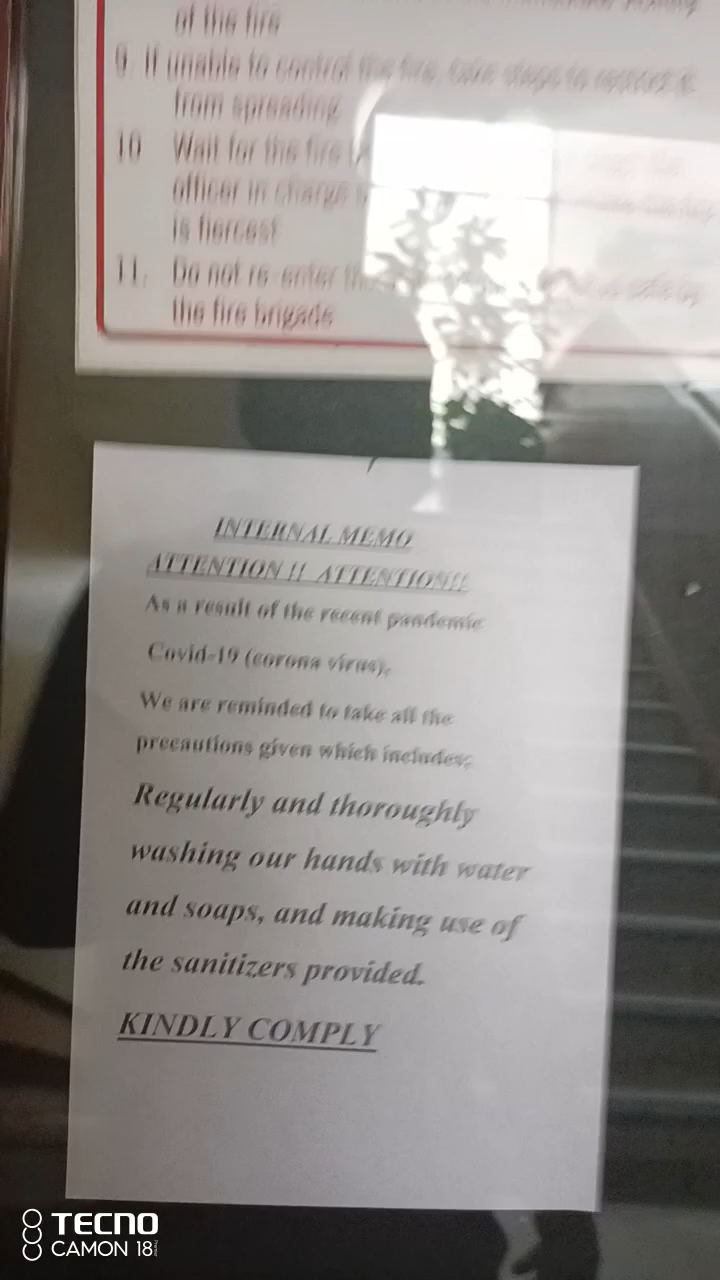 of the fire
9. If unable to control the fire, take steps to restrict it
from spreading
10 Wait for the fire
officer in charge
is fiercest
11. Do not re-enter
the fire brigade
INTERNAL MEMO
ATTENTION !! ATTENTION!!!
As a result of the recent pandemic
Covid-19 (corona virus),
We are reminded to take all the
precautions given which includes;
Regularly and thoroughly
washing our hands with water
and soaps, and making use of
the sanitizers provided.
KINDLY COMPLY
TECNO
CAMON 18